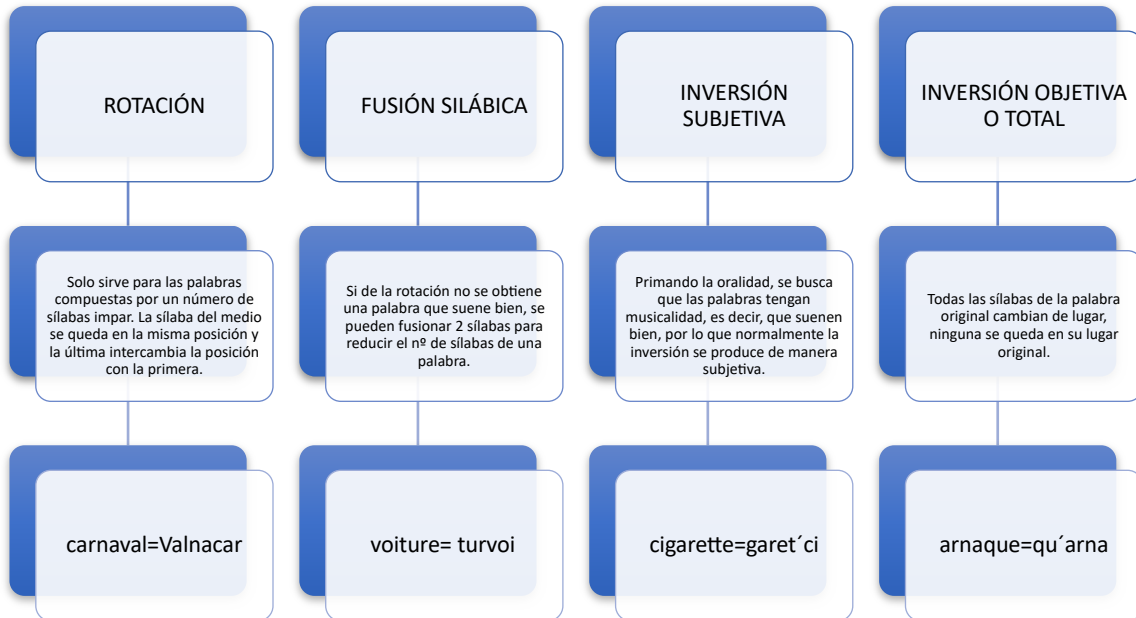 ROTACIÓN
FUSIÓN SILÁBICA
INVERSIÓN
SUBJETIVA
INVERSIÓN OBJETIVA
O TOTAL
Solo sirve para las palabras
compuestas por un número de
sílabas impar. La sílaba del medio
se queda en la misma posición y
la última intercambia la posición
con la primera.
Si de la rotación no se obtiene
una palabra que suene bien, se
pueden fusionar 2 sílabas para
reducir el nº de sílabas de una
palabra.
Primando la oralidad, se busca
que las palabras tengan
musicalidad, es decir, que suenen
bien, por lo que normalmente la
inversión se produce de manera
subjetiva.
Todas las sílabas de la palabra
original cambian de lugar,
ninguna se queda en su lugar
original.
carnaval=Valnacar
voiture= turvoi
cigarette=garet´ci
arnaque=qu´arna